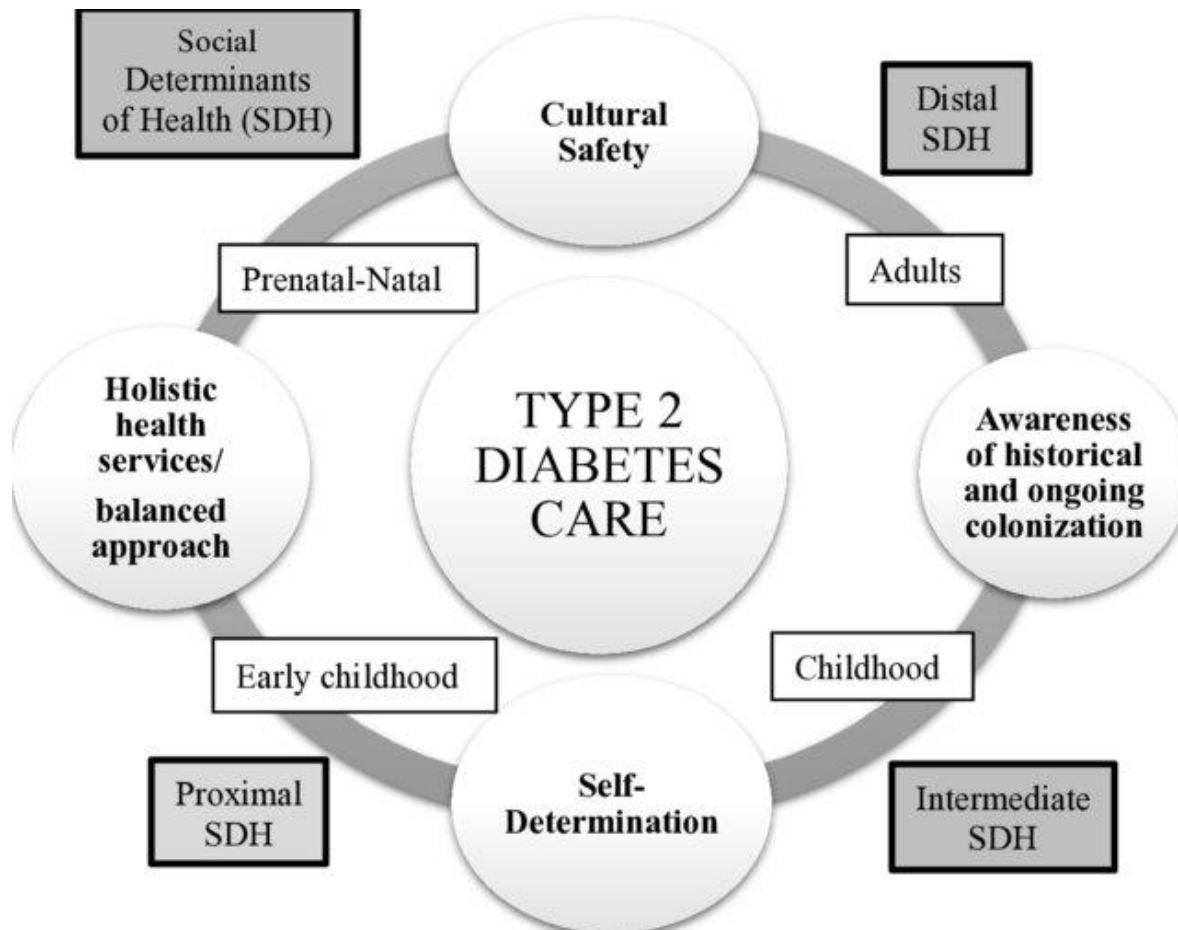 Social
Determinants
of Health (SDH)
Cultural
Safety
Distal
SDH
Prenatal-Natal
Adults
Holistic
health
services/
balanced
approach
TYPE 2
DIABETES
CARE
Awareness
of historical
and ongoing
colonization
Early childhood
Childhood
Proximal
SDH
Self-
Determination
Intermediate
SDH